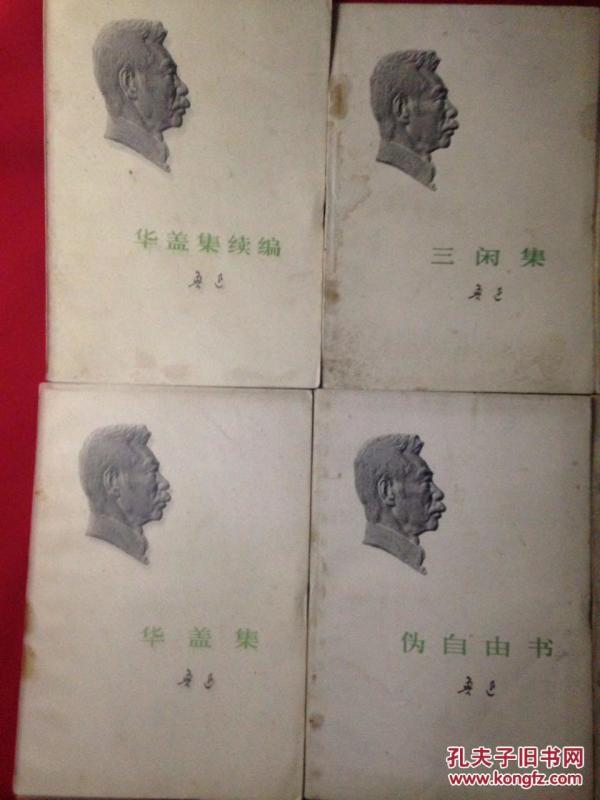 华盖集续编
鲁迅
三闲集
鲁迅
华盖集
鲁迅
伪自由书
鲁迅
孔夫子旧书网
www.kongfz.com